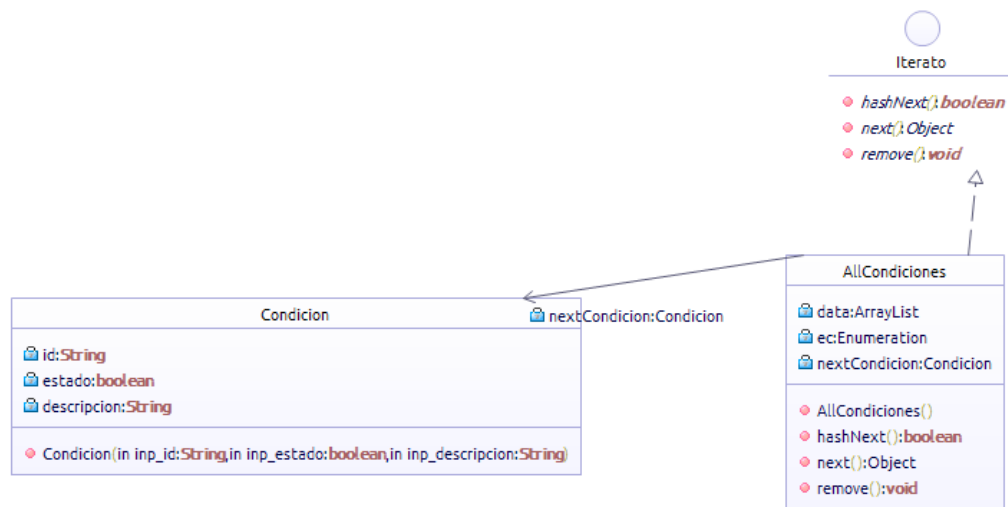 Iterato
hashNext():boolean
next():Object
remove():void
Condicion
id:String
estado:boolean
descripcion:String
Condicion(in inp_id:String,in inp_estado:boolean,in inp_descripcion:String)
nextCondicion:Condicion
AllCondiciones
data:ArrayList
ec:Enumeration
nextCondicion:Condicion
AllCondiciones()
hashNext():boolean
next():Object
remove():void